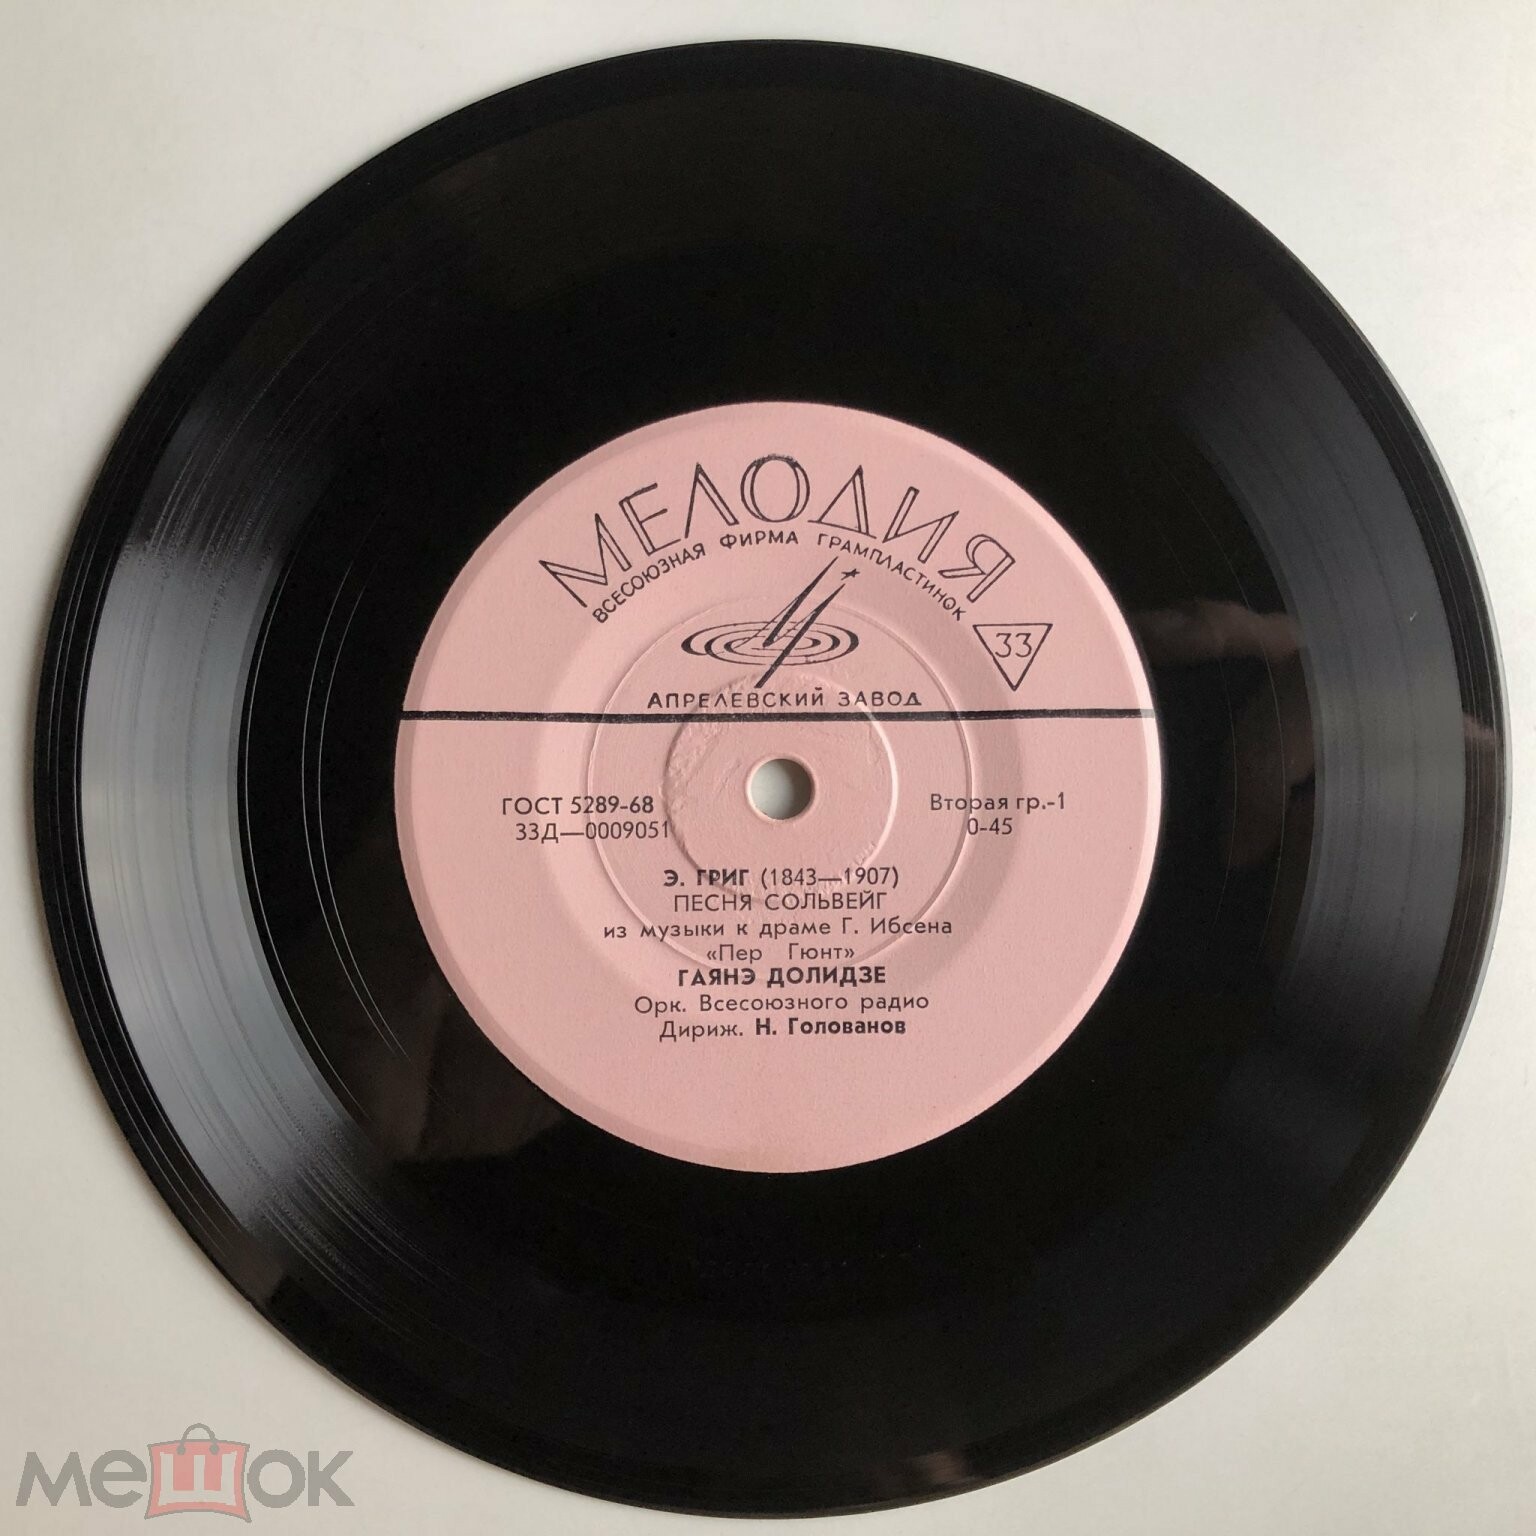 МЕЛОДИЯ
ВСЕСОЮЗНАЯ ФИРМА ГРАМПЛАСТИНОК
33
АПРЕЛЕВСКИЙ ЗАВОД
ГОСТ 5289-68
33Д—0009051
Вторая гр.-1
0-45
Э. ГРИГ (1843—1907)
ПЕСНЯ СОЛЬВЕЙГ
из музыки к драме Г. Ибсена
«Пер Гюнт»
ГАЯНЭ ДОЛИДЗЕ
Орк. Всесоюзного радио
Дириж. Н. Голованов
мешок